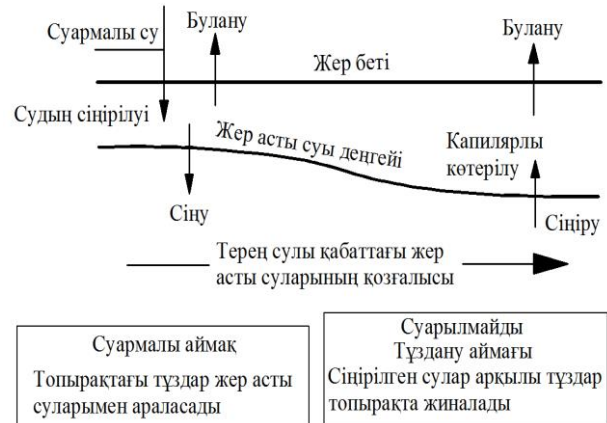 Суармалы су
Булану
Булану
Жер беті
Судың сіңірілуі
Жер асты суы деңгейі
Капилярлы
көтерілу
Сіңу
Сіңіру
Терең сулы қабаттағы жер
асты суларының қозғалысы
Суармалы аймақ
Топырақтағы тұздар жер асты
суларымен араласады
Суарылмайды
Тұздану аймағы
Сіңірілген сулар арқылы тұздар
топырақта жиналады